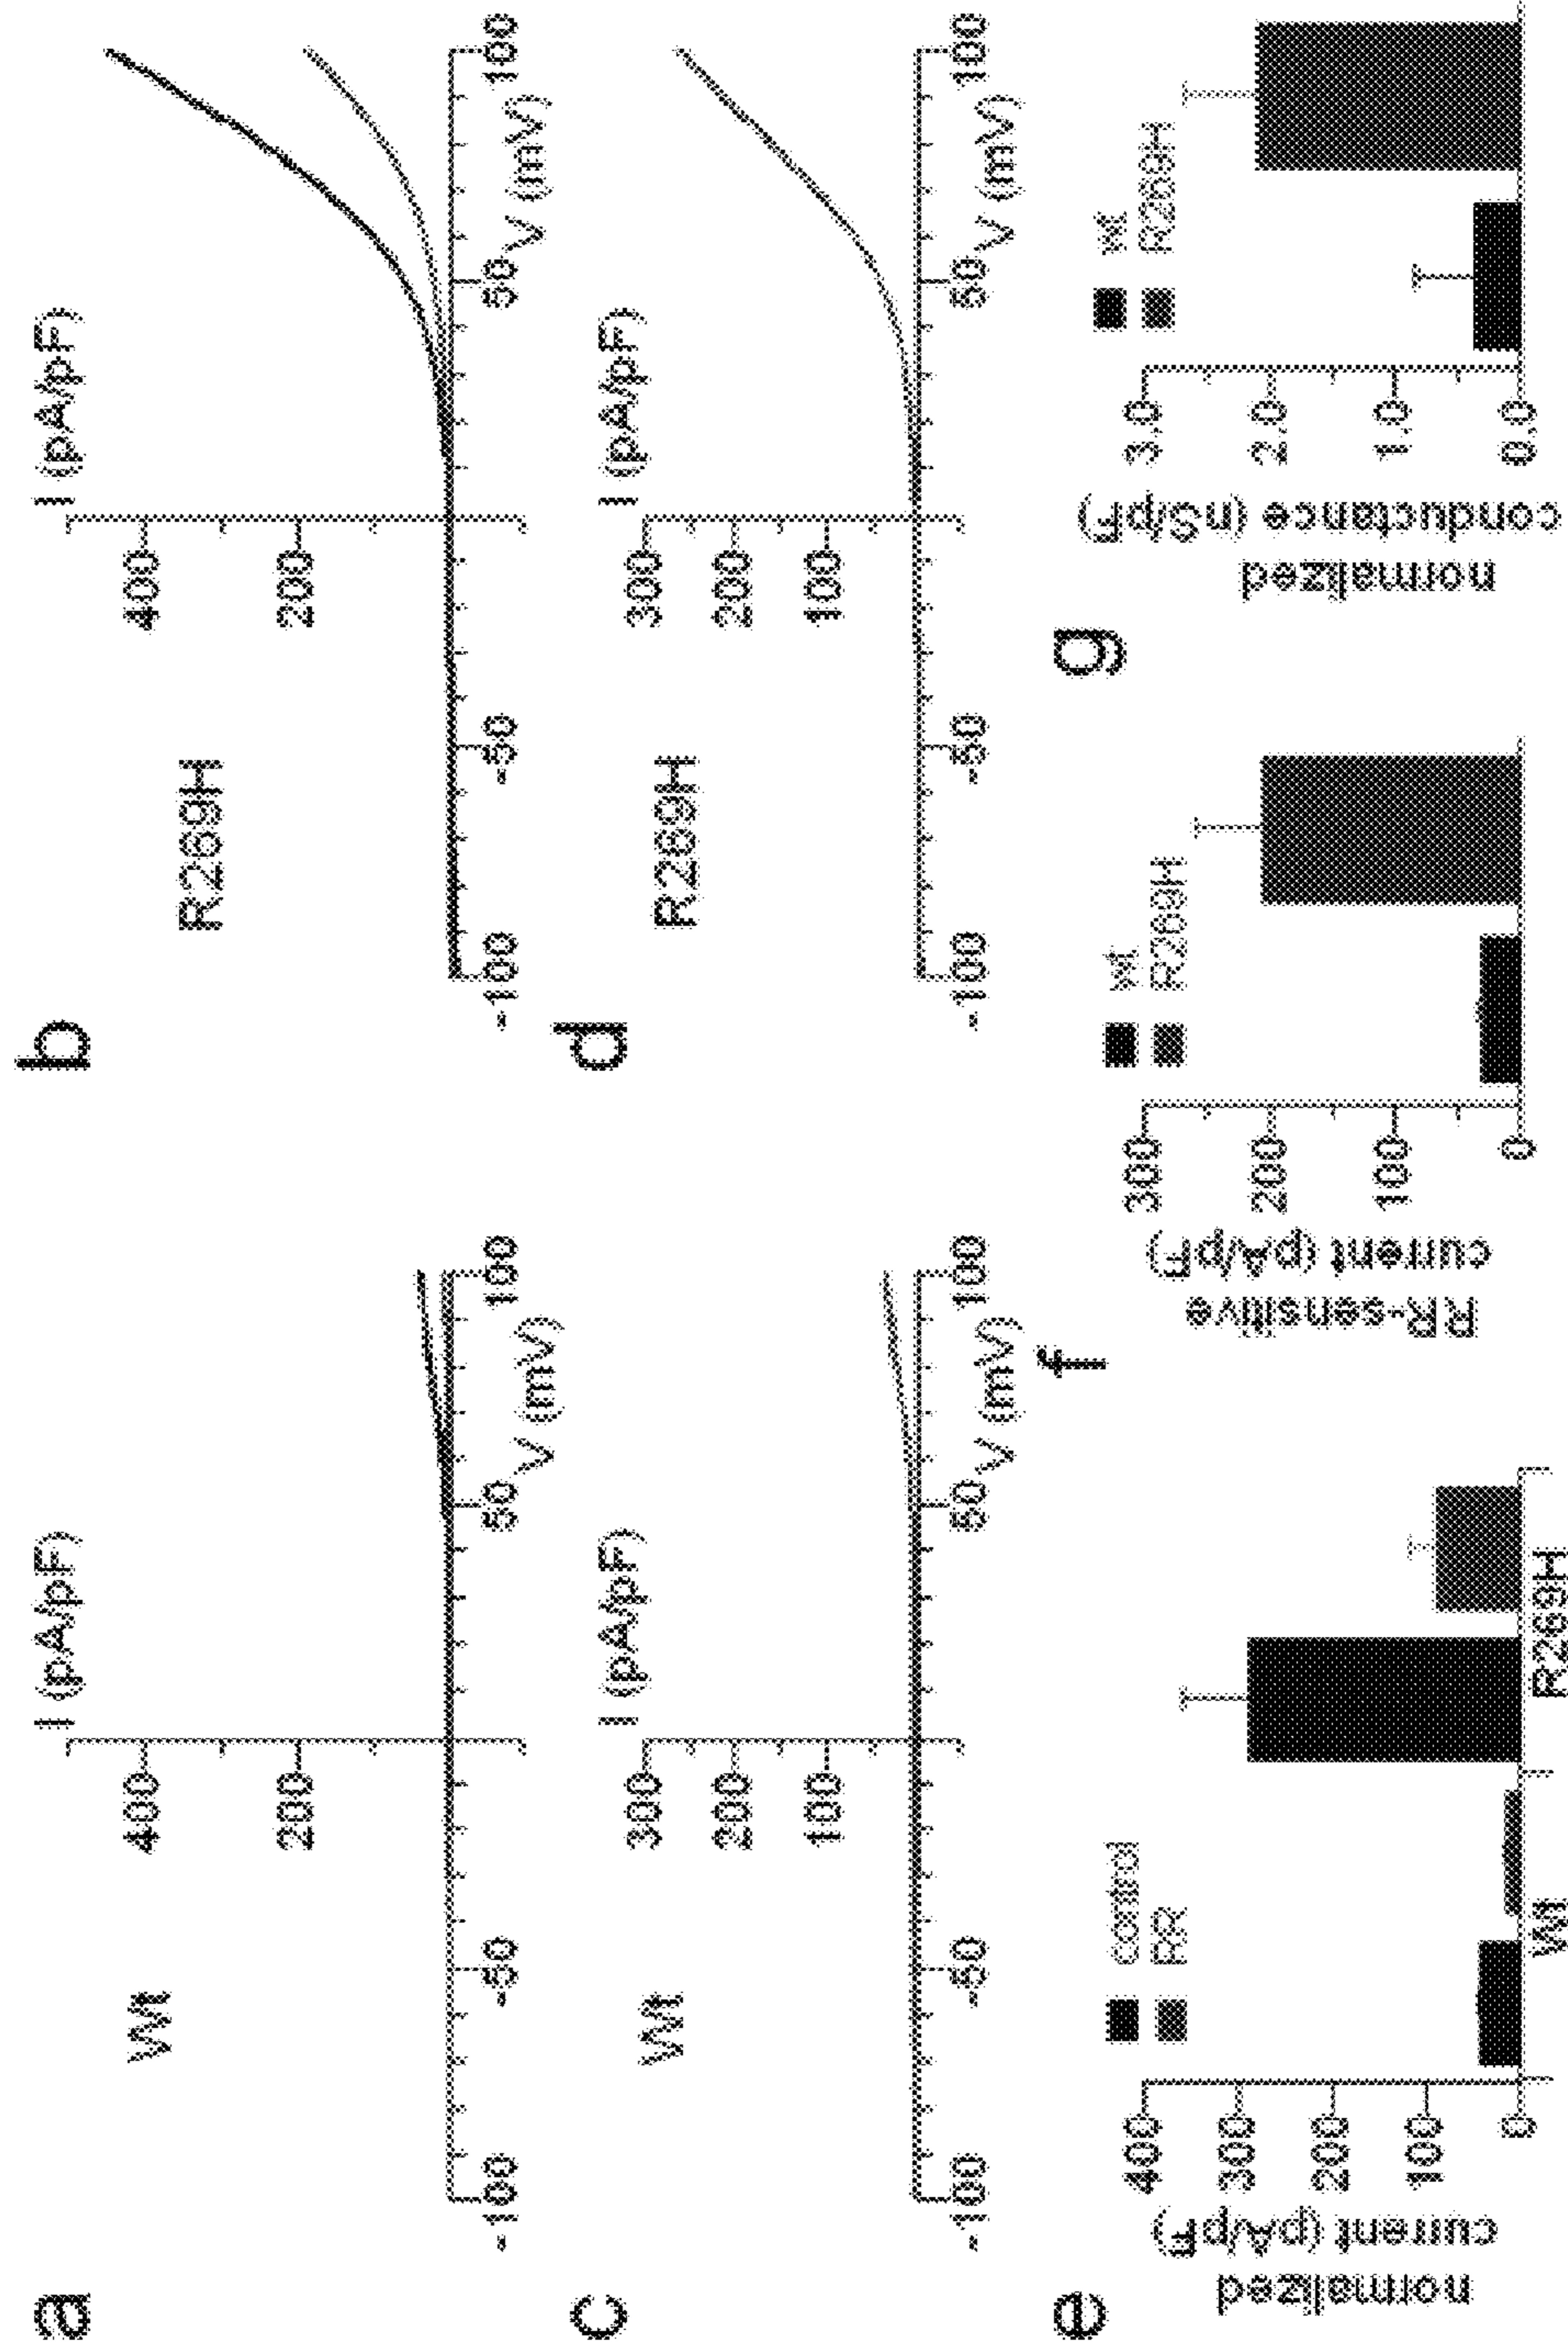 a
Wt
I (pA/pF)
400
200
-100
-50
50
100
V (mV)
b
R269H
I (pA/pF)
400
200
-100
-50
50
100
V (mV)
c
Wt
I (pA/pF)
300
200
100
-100
-50
50
100
V (mV)
d
R269H
I (pA/pF)
300
200
100
-100
-50
50
100
V (mV)
e
normalized
current (pA/pF)
400
300
200
100
0
control
RR
Wt
R269H
f
RR-sensitive
current (pA/pF)
300
200
100
0
wt
R269H
g
normalized
conductance (nS/pF)
3.0
2.0
1.0
0.0
wt
R269H